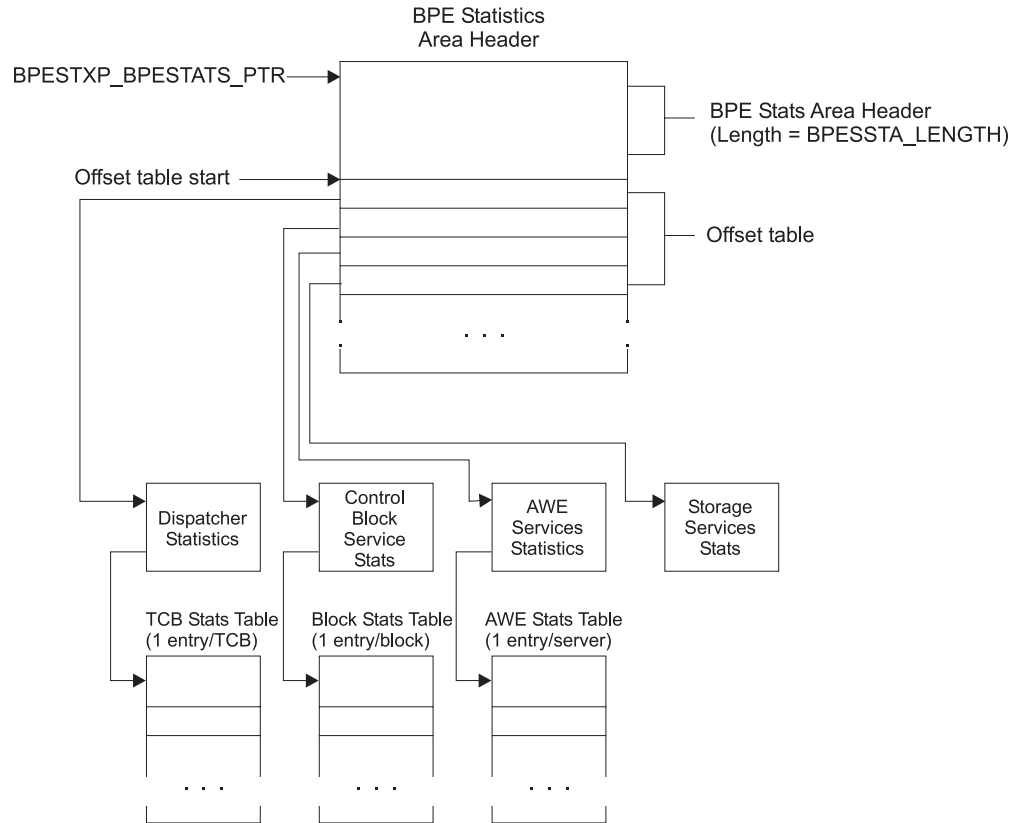 BPE Statistics
Area Header
BPESTXP_BPESTATS_PTR
BPE Stats Area Header
(Length = BPESSTA_LENGTH)
Offset table start
Offset table
. . .
Dispatcher
Statistics
Control
Block
Service
Stats
AWE
Services
Statistics
Storage
Services
Stats
TCB Stats Table
(1 entry/TCB)
Block Stats Table
(1 entry/block)
AWE Stats Table
(1 entry/server)
. . .
. . .
. . .